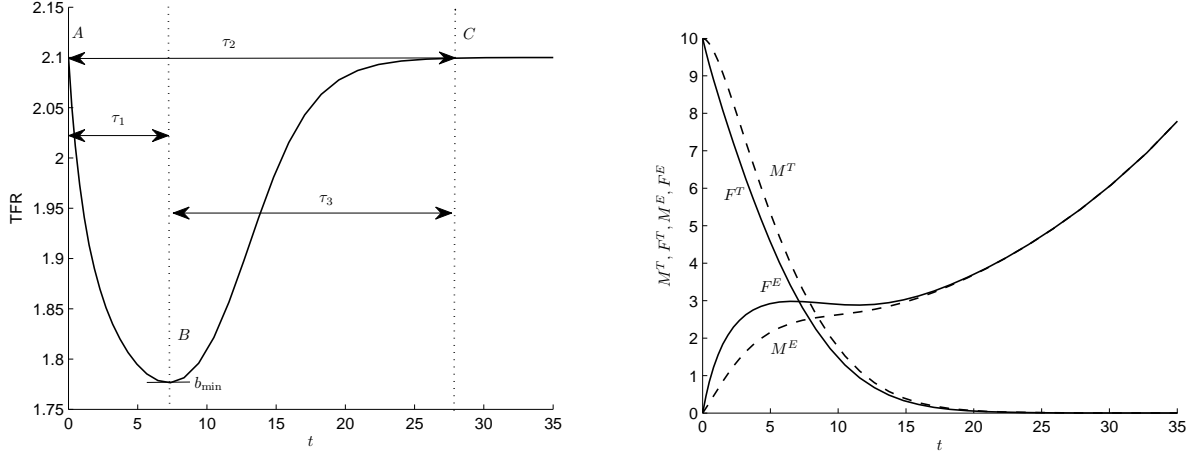 2.15
2.1
2.05
2
1.95
1.9
1.85
1.8
1.75
TFR
A
τ₂
C
τ₁
τ₃
B
b_min
0 5 10 15 20 25 30 35
t
10
9
8
7
6
5
4
3
2
1
0
M^T, F^T, M^E, F^E
M^T
F^T
F^E
M^E
0 5 10 15 20 25 30 35
t